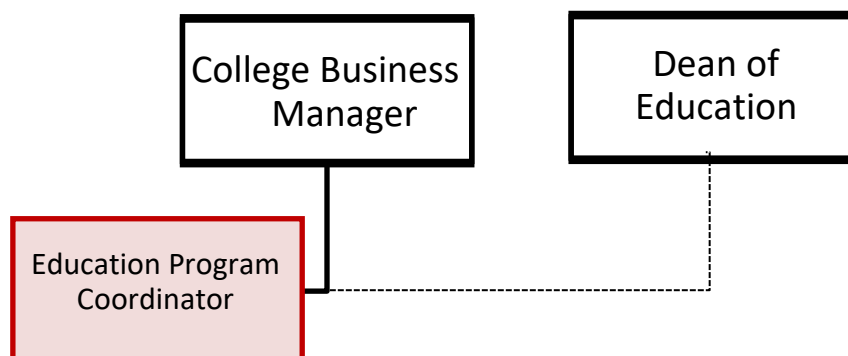 College Business
Manager
Dean of
Education
Education Program
Coordinator